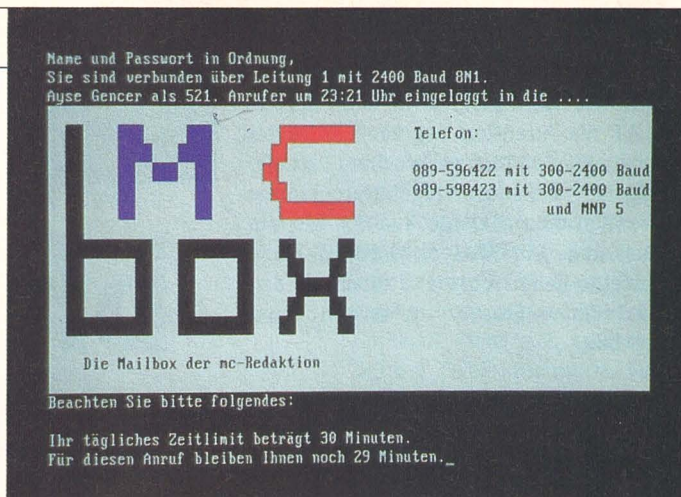 Name und Passwort in Ordnung,
Sie sind verbunden über Leitung 1 mit 2400 Baud 8N1.
Ayse Gencer als 521. Anrufer um 23:21 Uhr eingeloggt in die ....
MC
box
Telefon:
089-596422 mit 300-2400 Baud
089-598423 mit 300-2400 Baud
und MNP 5
Die Mailbox der mc-Redaktion
Beachten Sie bitte folgendes:
Ihr tägliches Zeitlimit beträgt 30 Minuten.
Für diesen Anruf bleiben Ihnen noch 29 Minuten._